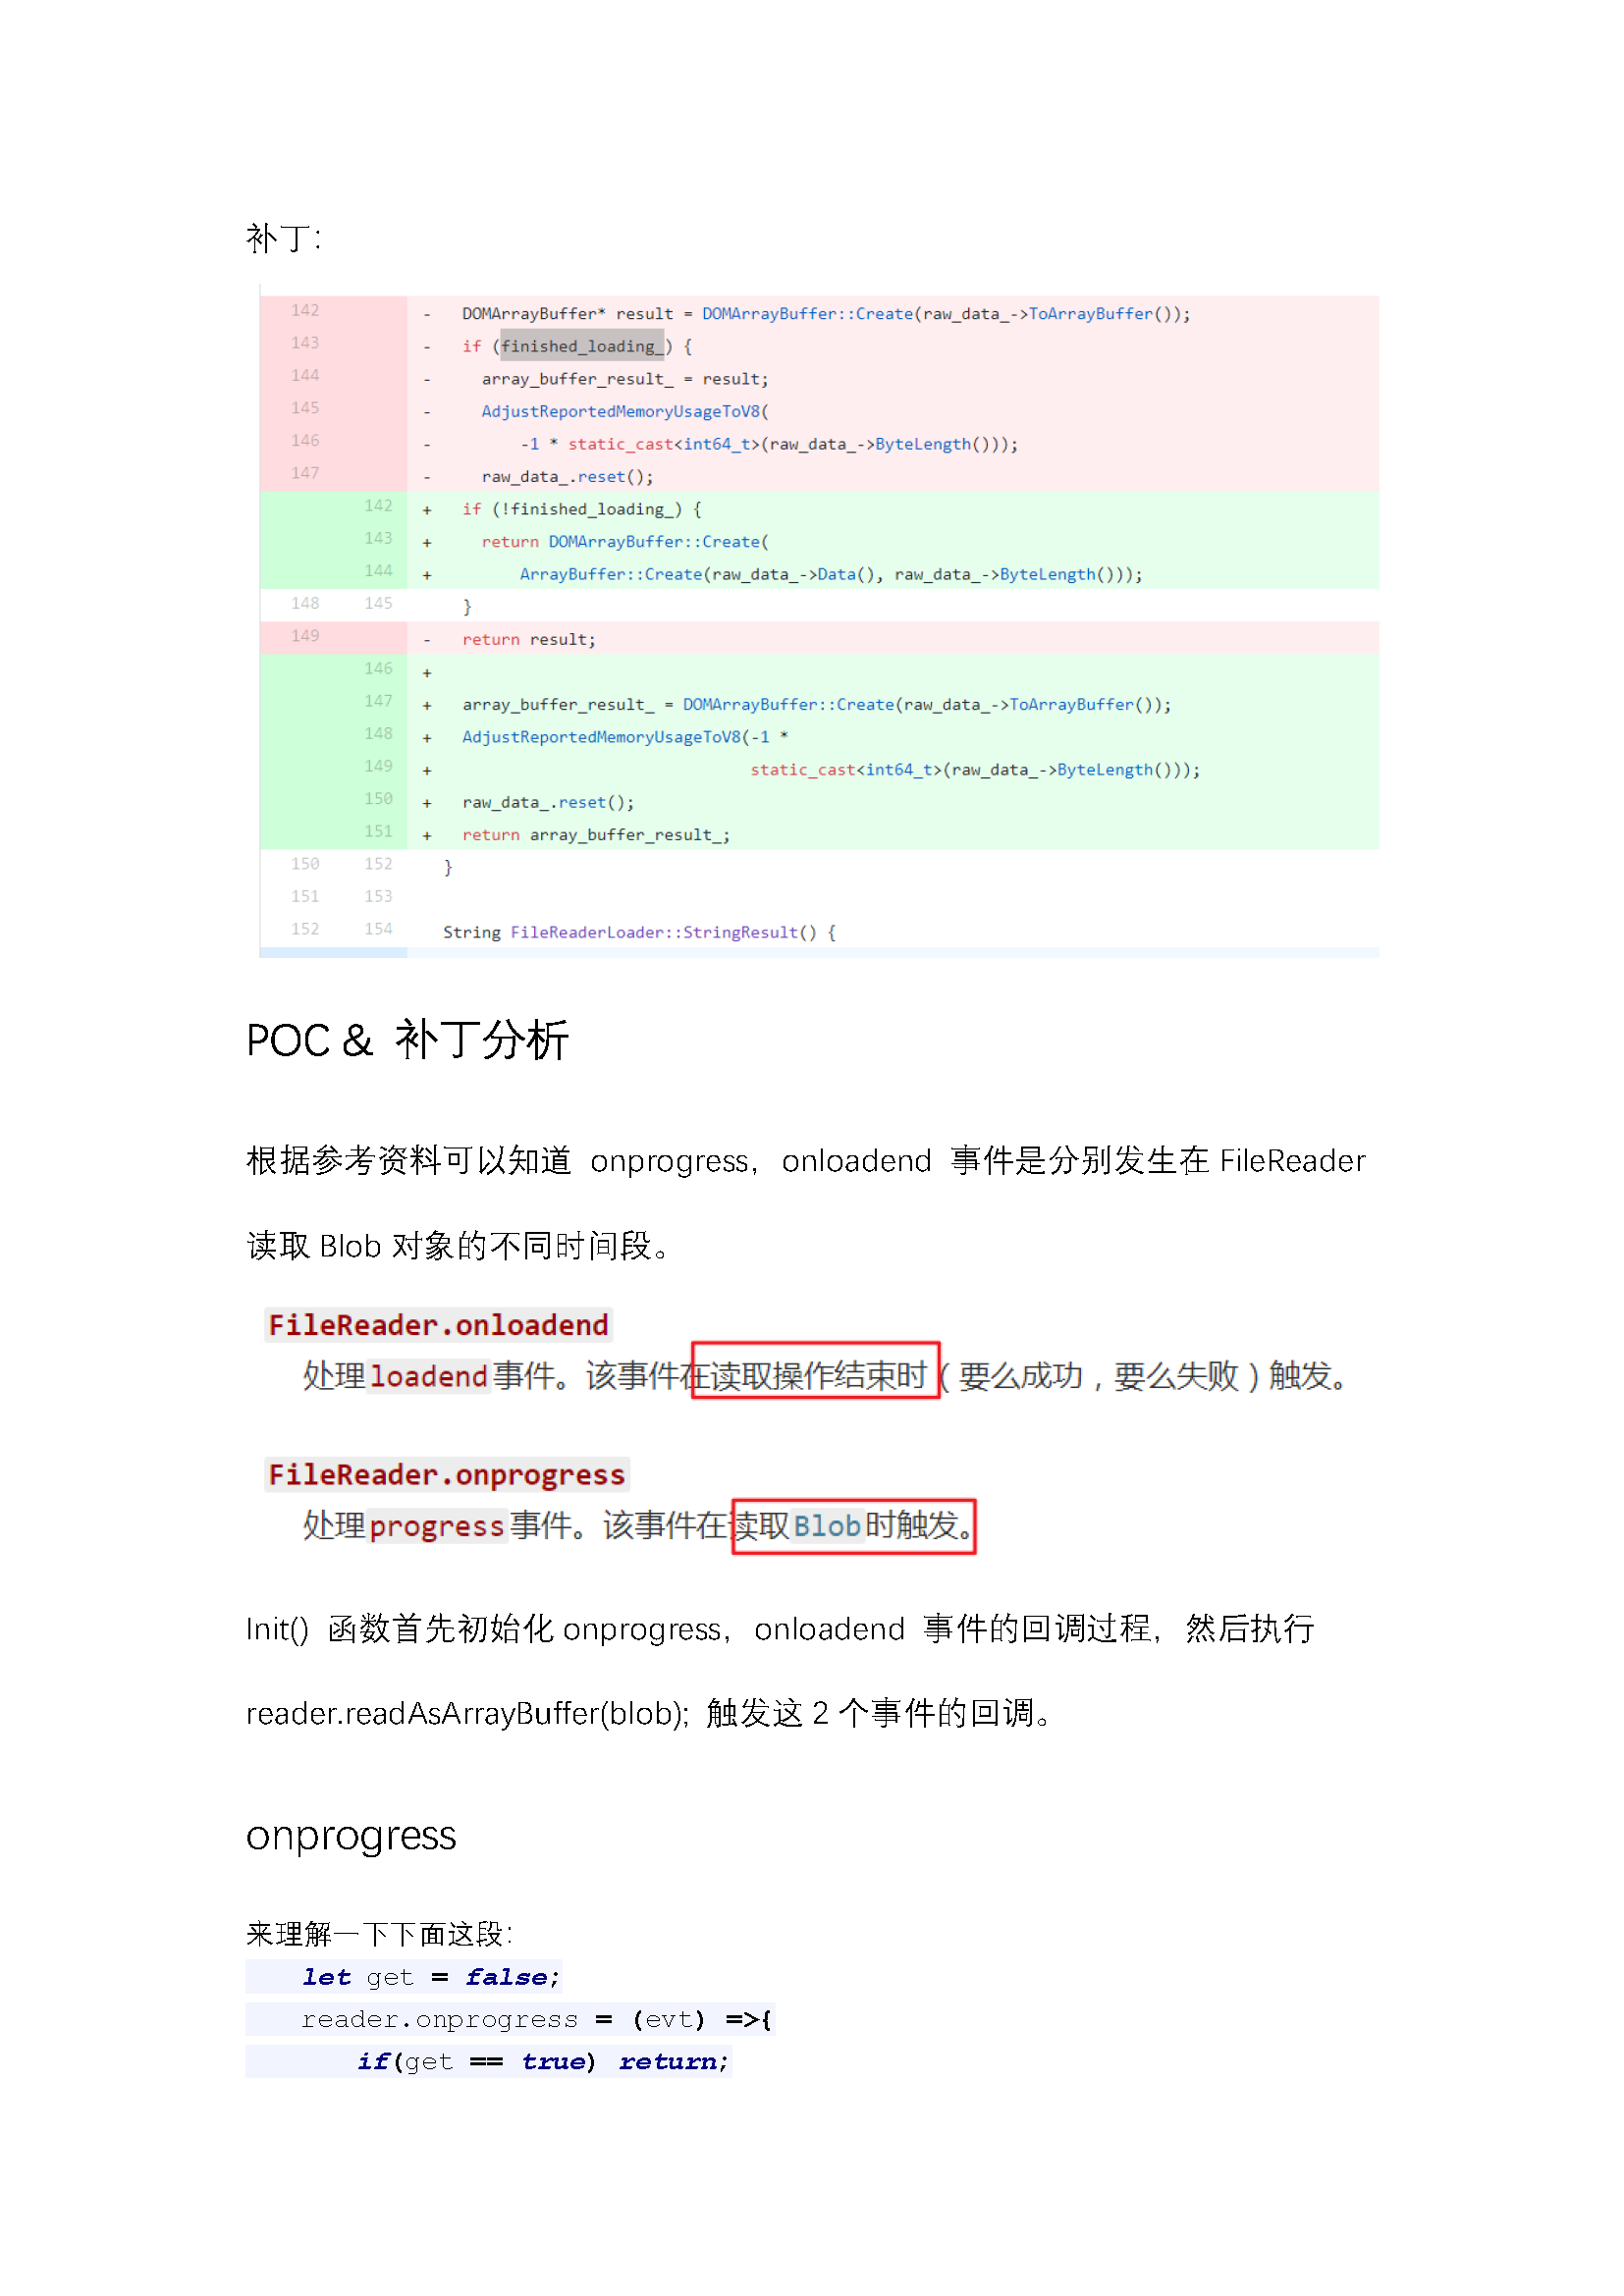 补丁：
142 - DOMArrayBuffer* result = DOMArrayBuffer::Create(raw_data_->ToArrayBuffer());
143 - if (finished_loading_) {
144 - array_buffer_result_ = result;
145 - AdjustReportedMemoryUsageToV8(
146 - -1 * static_cast<int64_t>(raw_data_->ByteLength()));
147 - raw_data_.reset();
142 + if (!finished_loading_) {
143 + return DOMArrayBuffer::Create(
144 + ArrayBuffer::Create(raw_data_->Data(), raw_data_->ByteLength()));
148 145 }
149 - return result;
146 +
147 + array_buffer_result_ = DOMArrayBuffer::Create(raw_data_->ToArrayBuffer());
148 + AdjustReportedMemoryUsageToV8(-1 *
149 + static_cast<int64_t>(raw_data_->ByteLength()));
150 + raw_data_.reset();
151 + return array_buffer_result_;
150 152 }
151 153
152 154 String FileReaderLoader::StringResult() {
POC & 补丁分析
根据参考资料可以知道 onprogress，onloadend 事件是分别发生在 FileReader
读取 Blob 对象的不同时间段。
FileReader.onloadend
处理loadend事件。该事件在读取操作结束时（要么成功，要么失败）触发。
FileReader.onprogress
处理progress事件。该事件在读取Blob时触发。
Init() 函数首先初始化 onprogress，onloadend 事件的回调过程，然后执行
reader.readAsArrayBuffer(blob); 触发这 2 个事件的回调。
onprogress
来理解一下下面这段：
let get = false;
reader.onprogress = (evt) =>{
if(get == true) return;